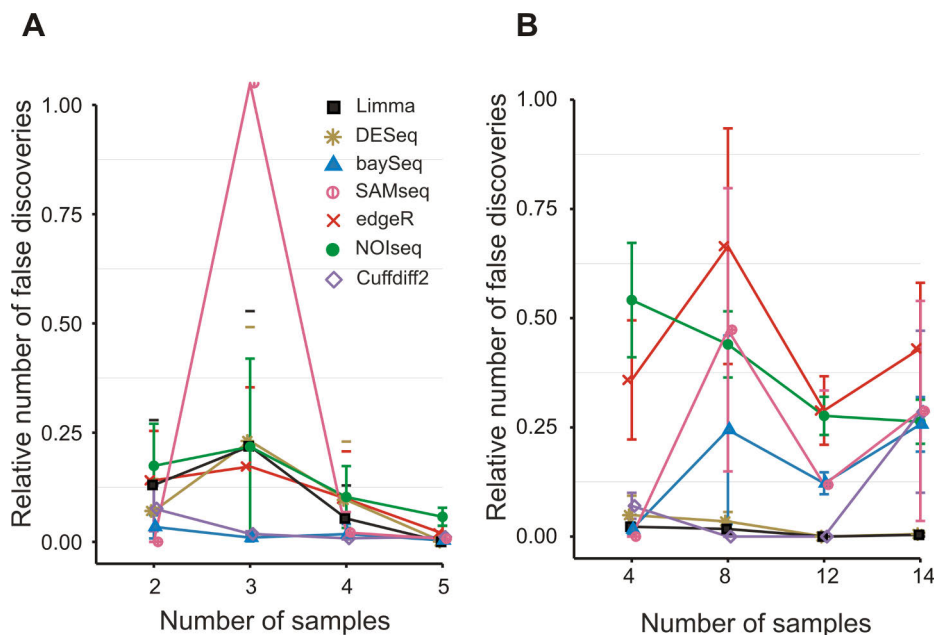 A
B
Relative number of false discoveries
1.00
0.75
0.50
0.25
0.00
2
3
4
5
Number of samples
Limma
DESeq
baySeq
SAMseq
edgeR
NOIseq
Cuffdiff2
Relative number of false discoveries
1.00
0.75
0.50
0.25
0.00
4
8
12
14
Number of samples